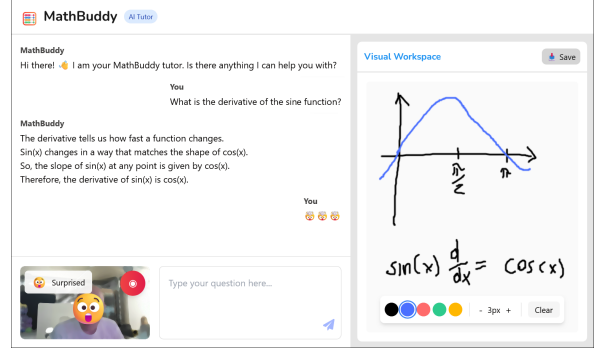 MathBuddy AI Tutor
MathBuddy
Hi there! 👋 I am your MathBuddy tutor. Is there anything I can help you with?
You
What is the derivative of the sine function?
MathBuddy
The derivative tells us how fast a function changes.
Sin(x) changes in a way that matches the shape of cos(x).
So, the slope of sin(x) at any point is given by cos(x).
Therefore, the derivative of sin(x) is cos(x).
You
🤯🤯🤯
Surprised
Type your question here...
Visual Workspace
Save
π/2
π
sin(x) d/dx = cos(x)
- 3px + Clear